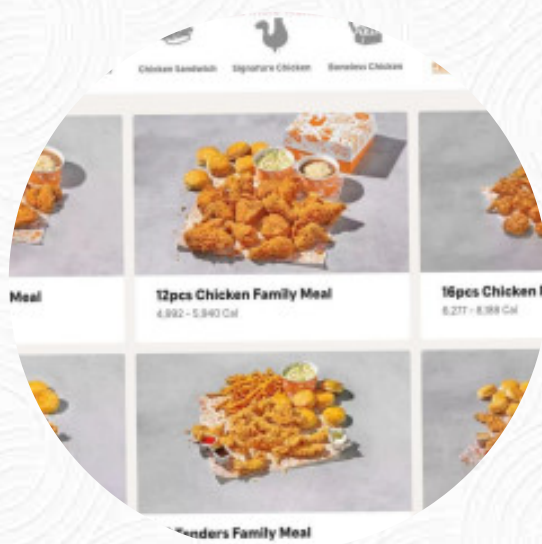 Chicken Sandwich Signature Chicken Boneless Chicken
Meal
12pcs Chicken Family Meal
4,992 - 5,940 Cal
16pcs Chicken
6,277 - 8,188 Cal
Tenders Family Meal